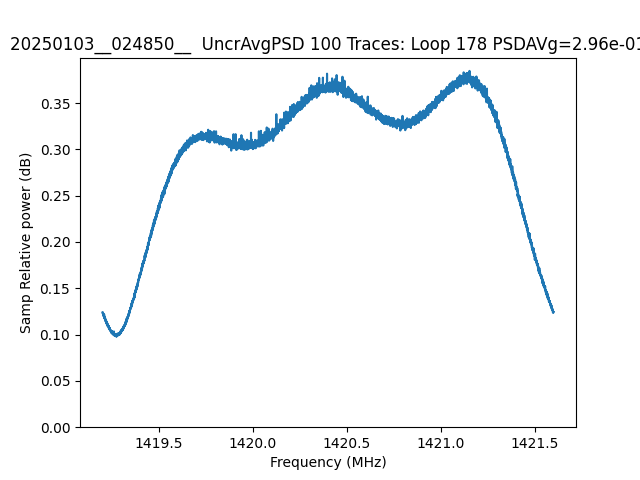 20250103__024850__ UncrAvgPSD 100 Traces: Loop 178 PSDAVg=2.96e-01
Samp Relative power (dB)
0.35
0.30
0.25
0.20
0.15
0.10
0.05
0.00
1419.5 1420.0 1420.5 1421.0 1421.5
Frequency (MHz)